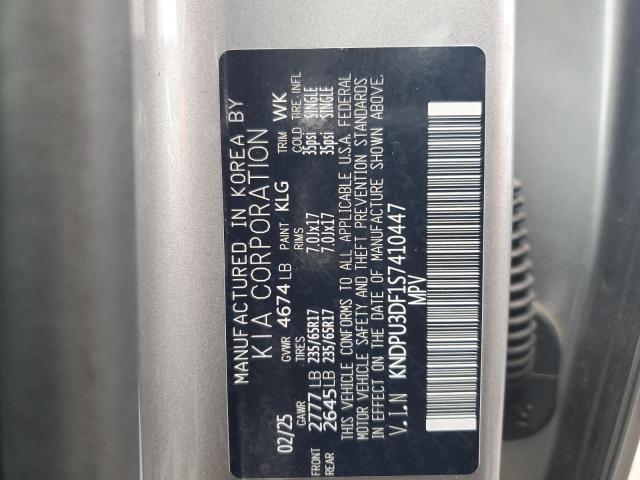 MANUFACTURED IN KOREA BY
KIA CORPORATION
02/25 GVWR 4674 LB PAINT KLG TRIM WK
GAWR TIRES RIMS COLD TIRE INFL
FRONT 2777 LB 235/65R17 7.0Jx17 35psi SINGLE
REAR 2645 LB 235/65R17 7.0Jx17 35psi SINGLE
THIS VEHICLE CONFORMS TO ALL APPLICABLE U.S.A. FEDERAL
MOTOR VEHICLE SAFETY AND THEFT PREVENTION STANDARDS
IN EFFECT ON THE DATE OF MANUFACTURE SHOWN ABOVE.
V.I.N KNDPU3DF1S7410447
MPV